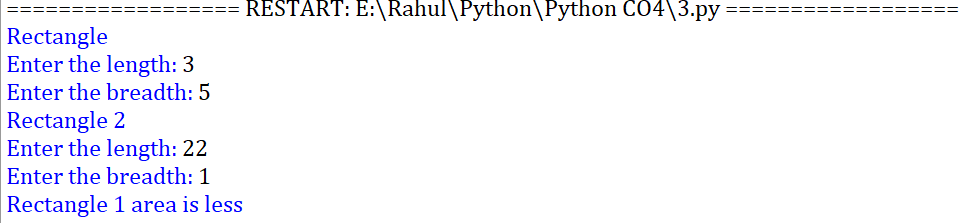 ================== RESTART: E:\Rahul\Python\Python CO4\3.py ==================
Rectangle
Enter the length: 3
Enter the breadth: 5
Rectangle 2
Enter the length: 22
Enter the breadth: 1
Rectangle 1 area is less